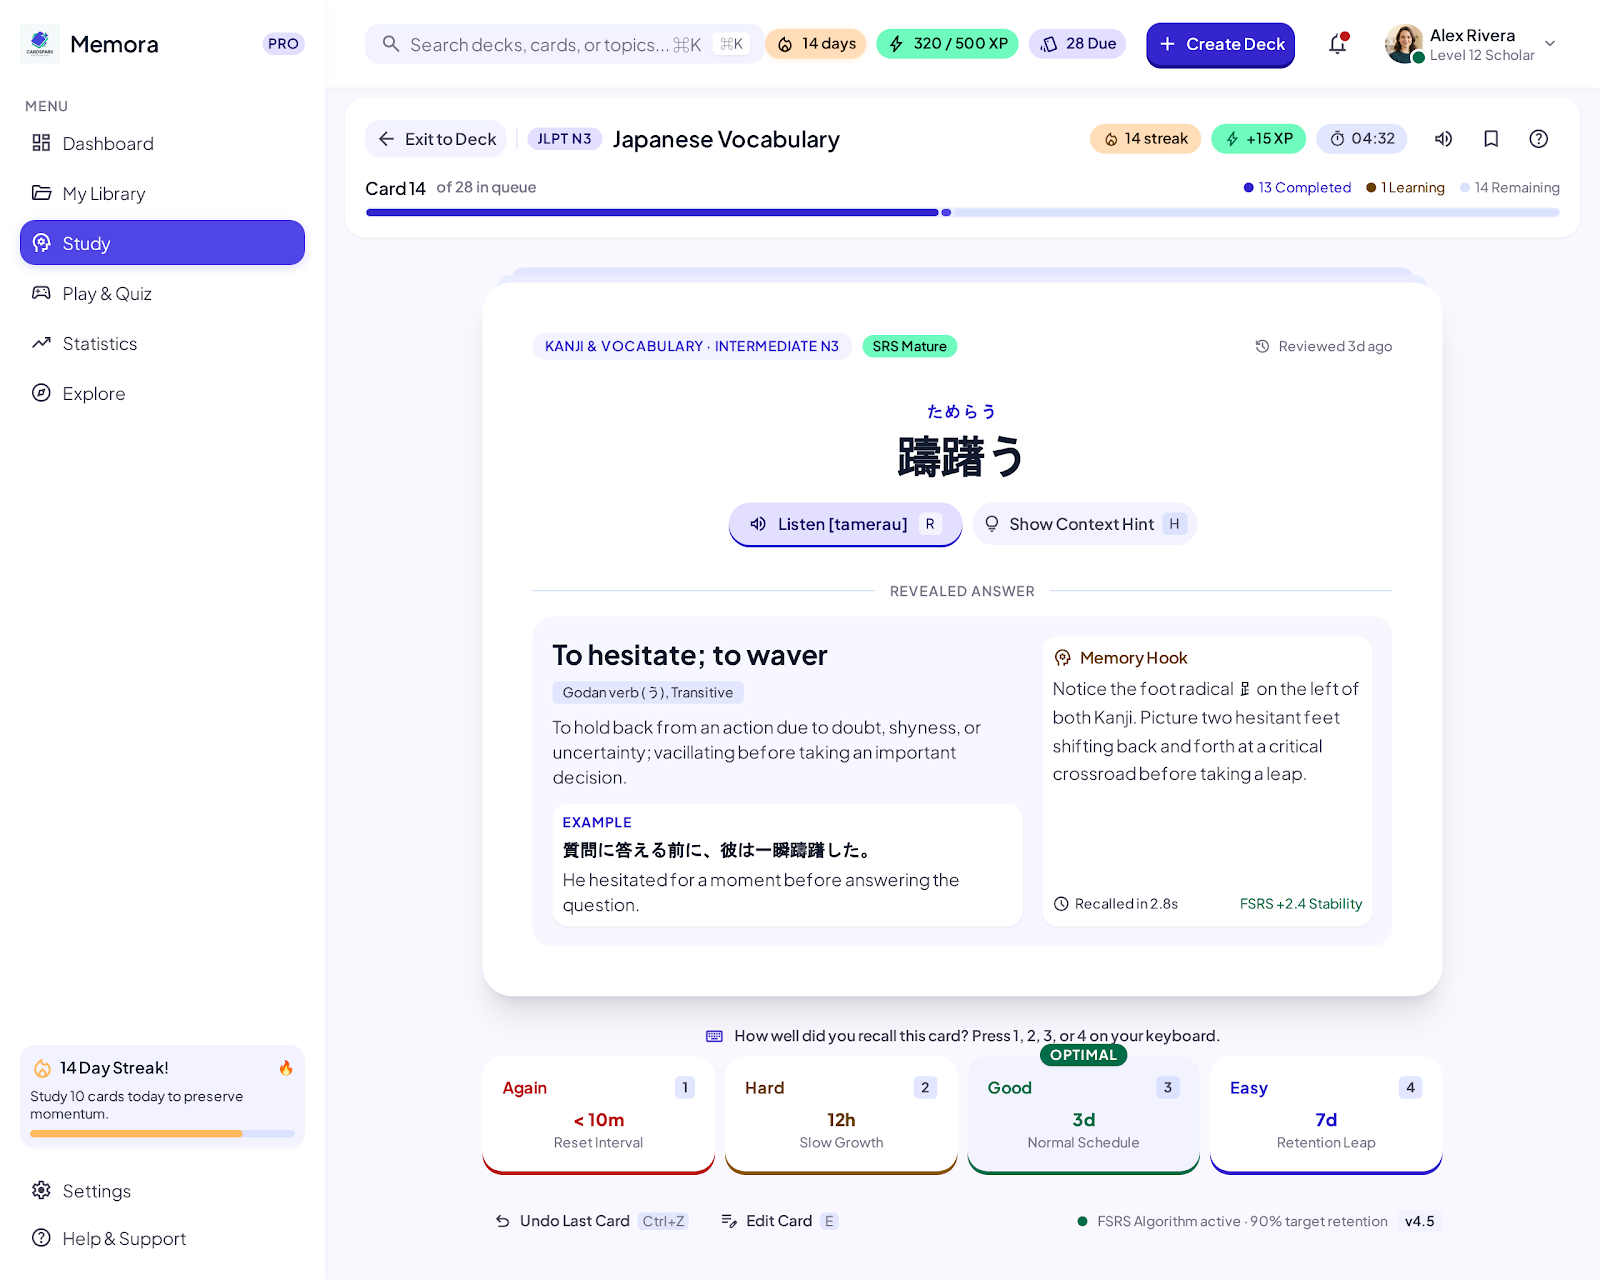 Memora
PRO
MENU
Dashboard
My Library
Study
Play & Quiz
Statistics
Explore
14 Day Streak!
🔥
Study 10 cards today to preserve
momentum.
Settings
Help & Support
Search decks, cards, or topics... ⌘K
⌘K
14 days
320 / 500 XP
28 Due
+ Create Deck
Alex Rivera
Level 12 Scholar
Exit to Deck
JLPT N3
Japanese Vocabulary
14 streak
+15 XP
04:32
Card 14 of 28 in queue
13 Completed
1 Learning
14 Remaining
KANJI & VOCABULARY · INTERMEDIATE N3
SRS Mature
Reviewed 3d ago
ためらう
躊躇う
Listen [tamerau] R
Show Context Hint H
REVEALED ANSWER
To hesitate; to waver
Godan verb (う), Transitive
To hold back from an action due to doubt, shyness, or
uncertainty; vacillating before taking an important
decision.
EXAMPLE
質問に答える前に、彼は一瞬躊躇した。
He hesitated for a moment before answering the
question.
Memory Hook
Notice the foot radical ⻊ on the left of
both Kanji. Picture two hesitant feet
shifting back and forth at a critical
crossroad before taking a leap.
Recalled in 2.8s
FSRS +2.4 Stability
How well did you recall this card? Press 1, 2, 3, or 4 on your keyboard.
Again 1
< 10m
Reset Interval
Hard 2
12h
Slow Growth
OPTIMAL
Good 3
3d
Normal Schedule
Easy 4
7d
Retention Leap
Undo Last Card Ctrl+Z
Edit Card E
FSRS Algorithm active · 90% target retention
v4.5